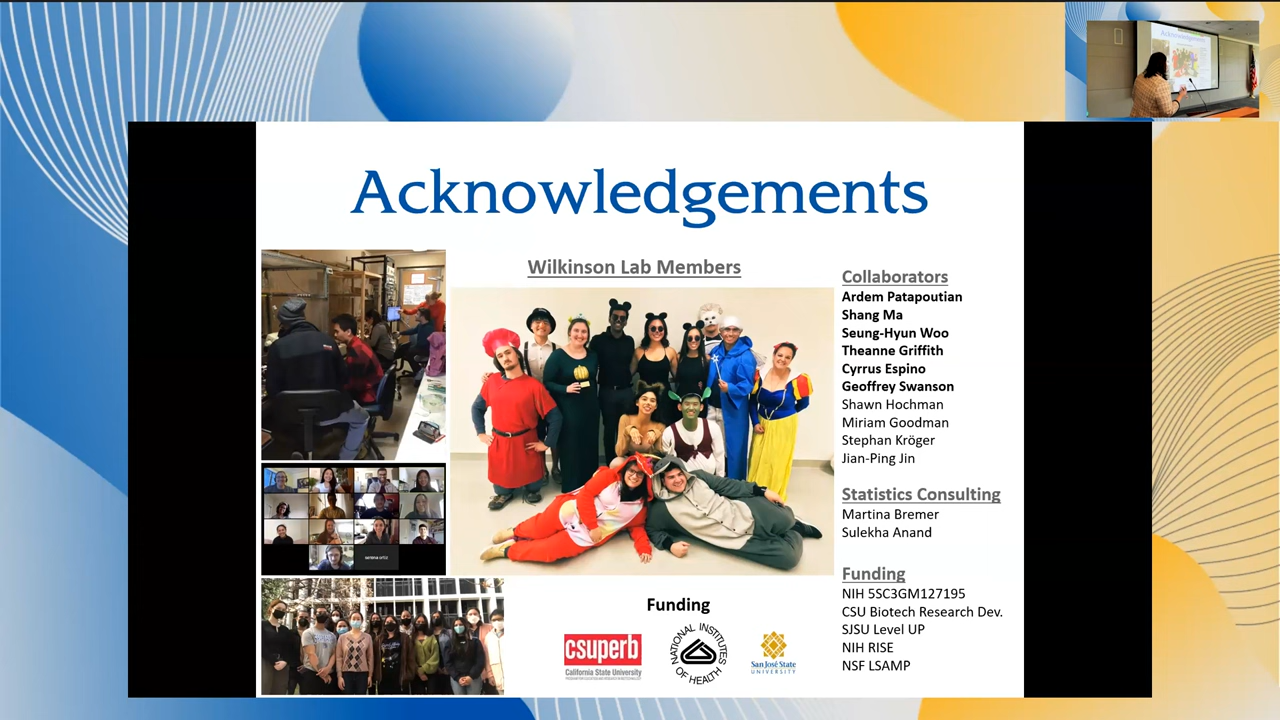 Acknowledgements
Wilkinson Lab Members
Collaborators
Ardem Patapoutian
Shang Ma
Seung-Hyun Woo
Theanne Griffith
Cyrrus Espino
Geoffrey Swanson
Shawn Hochman
Miriam Goodman
Stephan Kröger
Jian-Ping Jin
Statistics Consulting
Martina Bremer
Sulekha Anand
Funding
NIH 5SC3GM127195
CSU Biotech Research Dev.
SJSU Level UP
NIH RISE
NSF LSAMP
serena ortiz
Funding
csuperb
California State University
NATIONAL INSTITUTES
OF HEALTH
San José State
UNIVERSITY
Acknowledgements